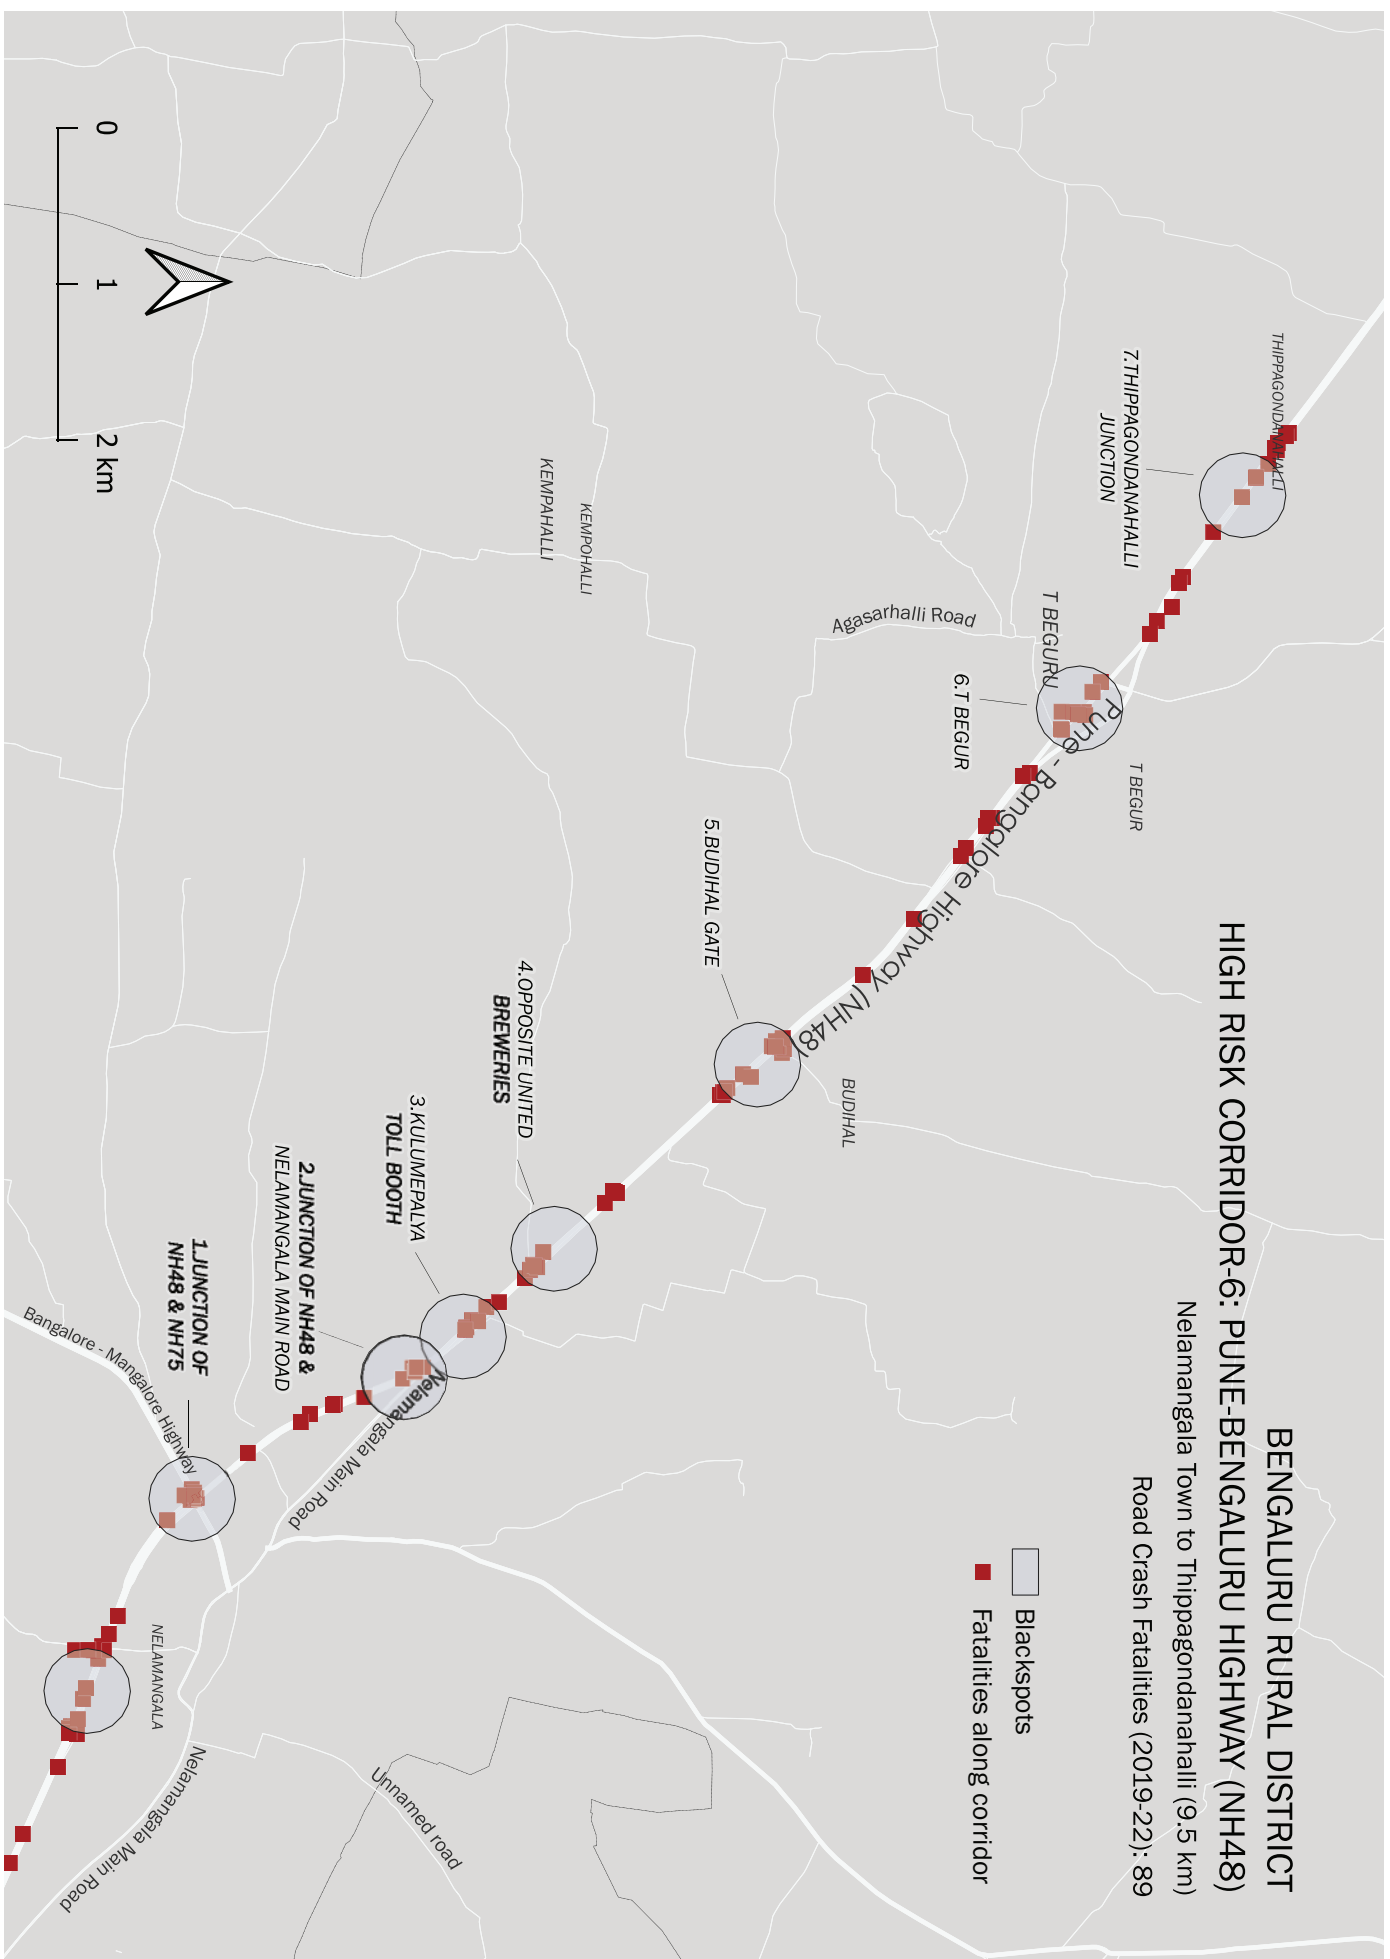 BENGALURU RURAL DISTRICT
HIGH RISK CORRIDOR-6: PUNE-BENGALURU HIGHWAY (NH48)
Nelamangala Town to Thippagondanahalli (9.5 km)
Road Crash Fatalities (2019-22): 89
Blackspots
Fatalities along corridor
THIPPAGONDANAHALLI
7.THIPPAGONDANAHALLI
JUNCTION
T BEGUR
T BEGURU
6.T BEGUR
Agasarhalli Road
Pune - Bangalore Highway (NH48)
BUDIHAL
5.BUDIHAL GATE
KEMPOHALLI
KEMPAHALLI
4.OPPOSITE UNITED
BREWERIES
3.KULUMEPALYA
TOLL BOOTH
2.JUNCTION OF NH48 &
NELAMANGALA MAIN ROAD
1.JUNCTION OF
NH48 & NH75
Nelamangala Main Road
Bangalore - Mangalore Highway
NELAMANGALA
Nelamangala Main Road
Unnamed road
0
1
2 km